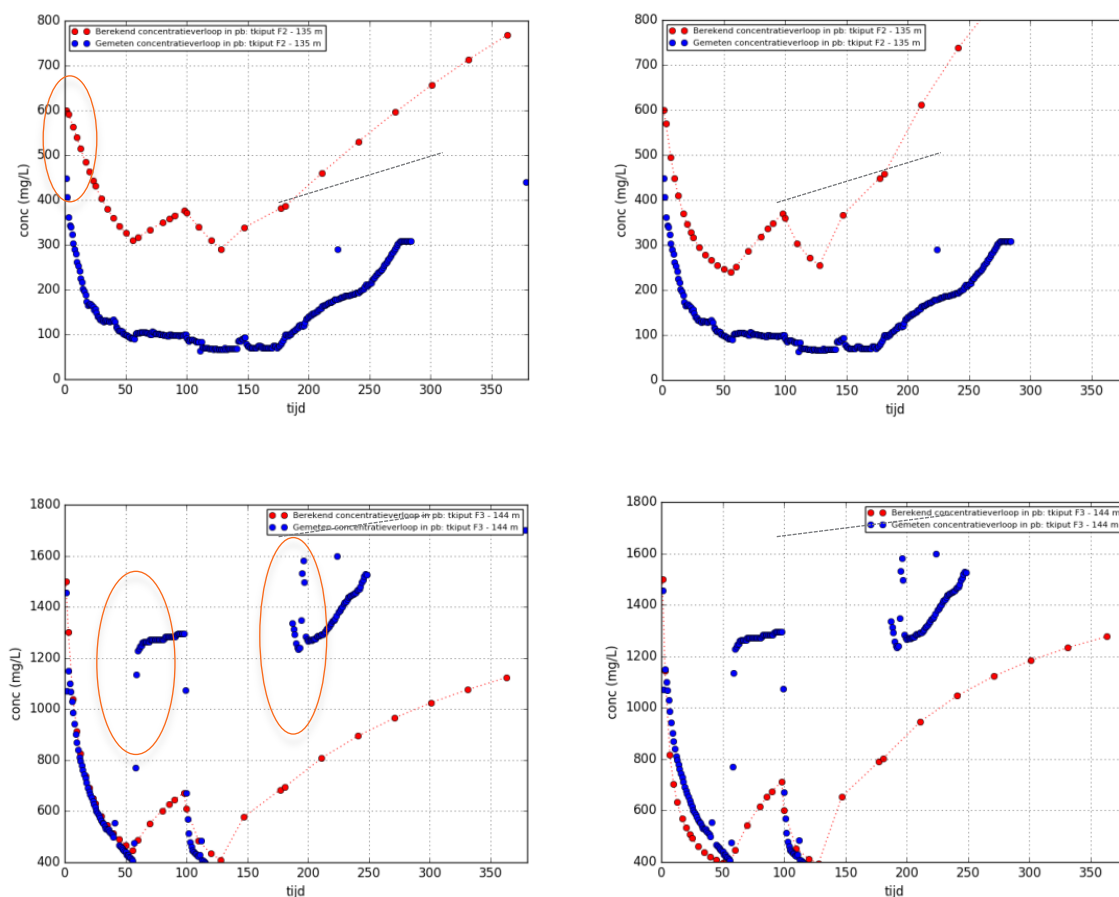 800
700
600
500
400
300
200
100
0
conc (mg/L)
Berekend concentratieverloop in pb: tkiput F2 - 135 m
Gemeten concentratieverloop in pb: tkiput F2 - 135 m
0 50 100 150 200 250 300 350
tijd
800
700
600
500
400
300
200
100
0
conc (mg/L)
Berekend concentratieverloop in pb: tkiput F2 - 135 m
Gemeten concentratieverloop in pb: tkiput F2 - 135 m
0 50 100 150 200 250 300 350
tijd
1800
1600
1400
1200
1000
800
600
400
conc (mg/L)
Berekend concentratieverloop in pb: tkiput F3 - 144 m
Gemeten concentratieverloop in pb: tkiput F3 - 144 m
0 50 100 150 200 250 300 350
tijd
1800
1600
1400
1200
1000
800
600
400
conc (mg/L)
Berekend concentratieverloop in pb: tkiput F3 - 144 m
Gemeten concentratieverloop in pb: tkiput F3 - 144 m
0 50 100 150 200 250 300 350
tijd